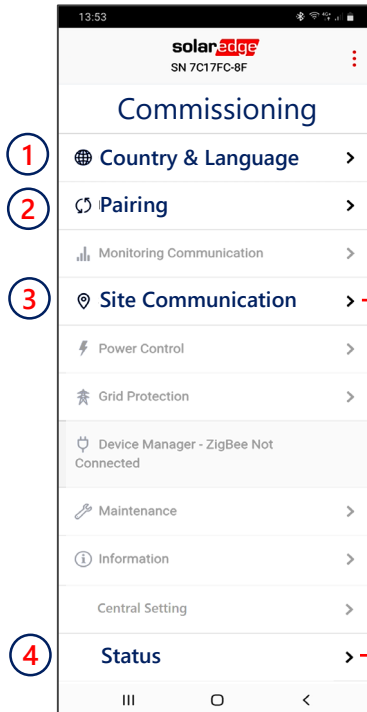 13:53
solaredge
SN 7C17FC-8F
Commissioning
1 Country & Language
2 Pairing
Monitoring Communication
3 Site Communication
Power Control
Grid Protection
Device Manager - ZigBee Not
Connected
Maintenance
Information
Central Setting
4 Status